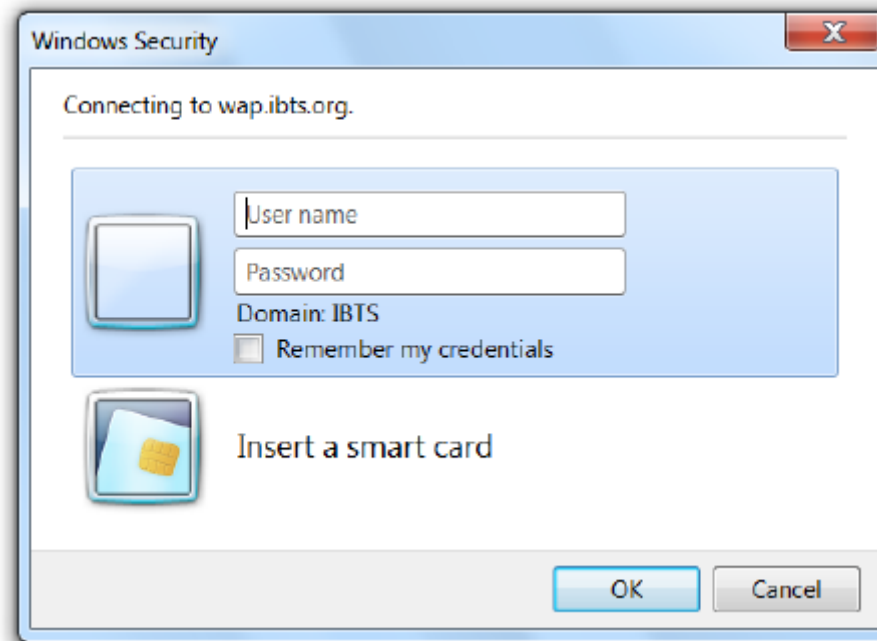 Windows Security
Connecting to wap.ibts.org.
User name
Password
Domain: IBTS
Remember my credentials
Insert a smart card
OK
Cancel